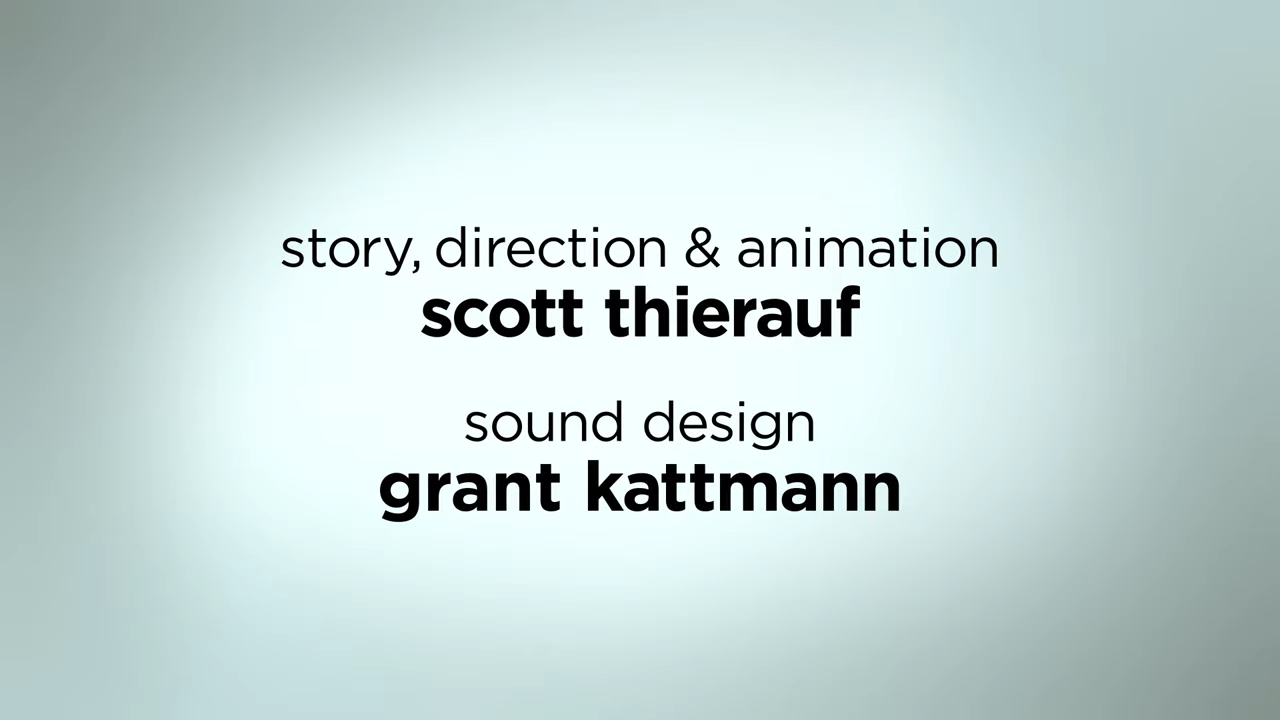 story, direction & animation
scott thierauf
sound design
grant kattmann